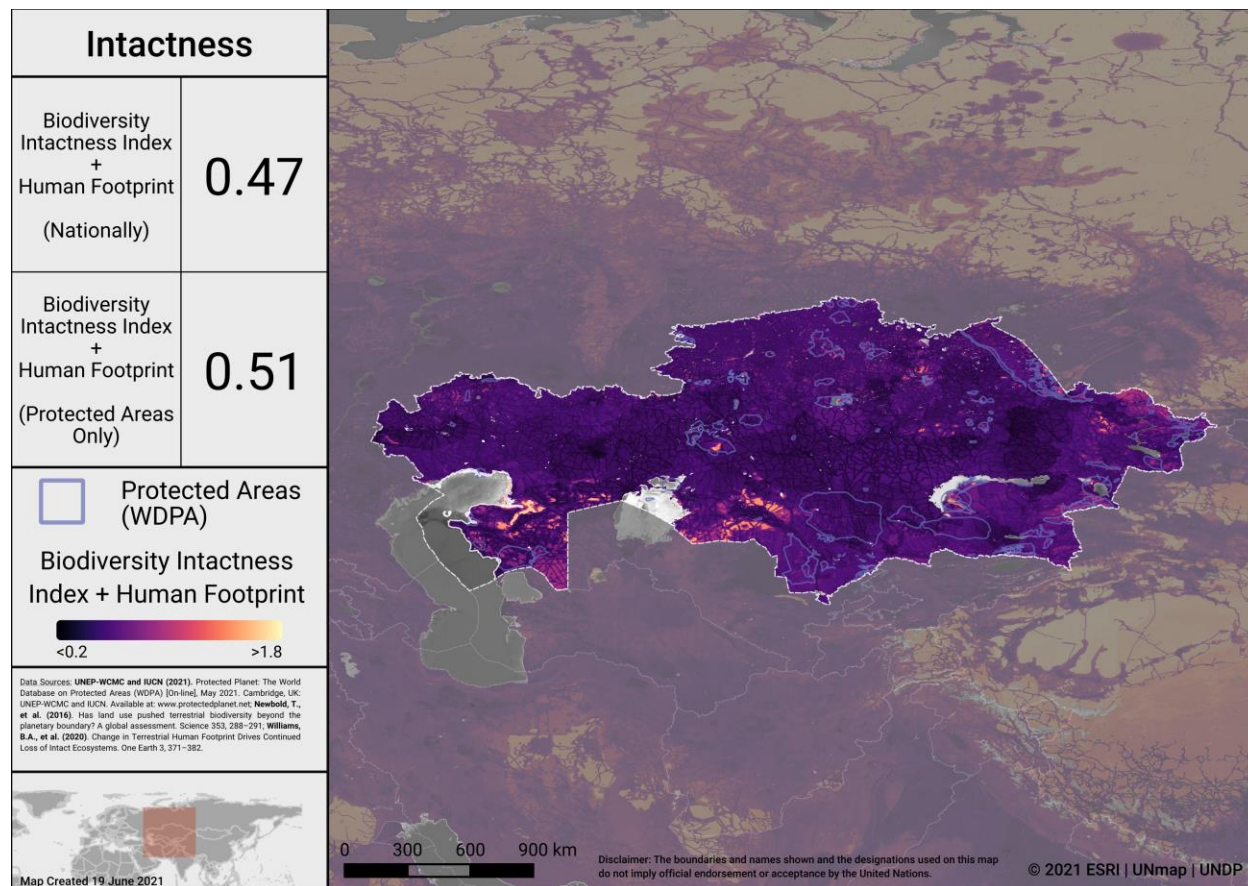 Intactness
Biodiversity
Intactness Index
+
Human Footprint
(Nationally)
0.47
Biodiversity
Intactness Index
+
Human Footprint
(Protected Areas
Only)
0.51
Protected Areas
(WDPA)
Biodiversity Intactness
Index + Human Footprint
<0.2
>1.8
Data Sources: UNEP-WCMC and IUCN (2021). Protected Planet: The World
Database on Protected Areas (WDPA) [On-line], May 2021. Cambridge, UK:
UNEP-WCMC and IUCN. Available at: www.protectedplanet.net; Newbold, T.,
et al. (2016). Has land use pushed terrestrial biodiversity beyond the
planetary boundary? A global assessment. Science 353, 288–291; Williams,
B.A., et al. (2020). Change in Terrestrial Human Footprint Drives Continued
Loss of Intact Ecosystems. One Earth 3, 371–382.
Map Created 19 June 2021
0 300 600 900 km
Disclaimer: The boundaries and names shown and the designations used on this map
do not imply official endorsement or acceptance by the United Nations.
© 2021 ESRI | UNmap | UNDP